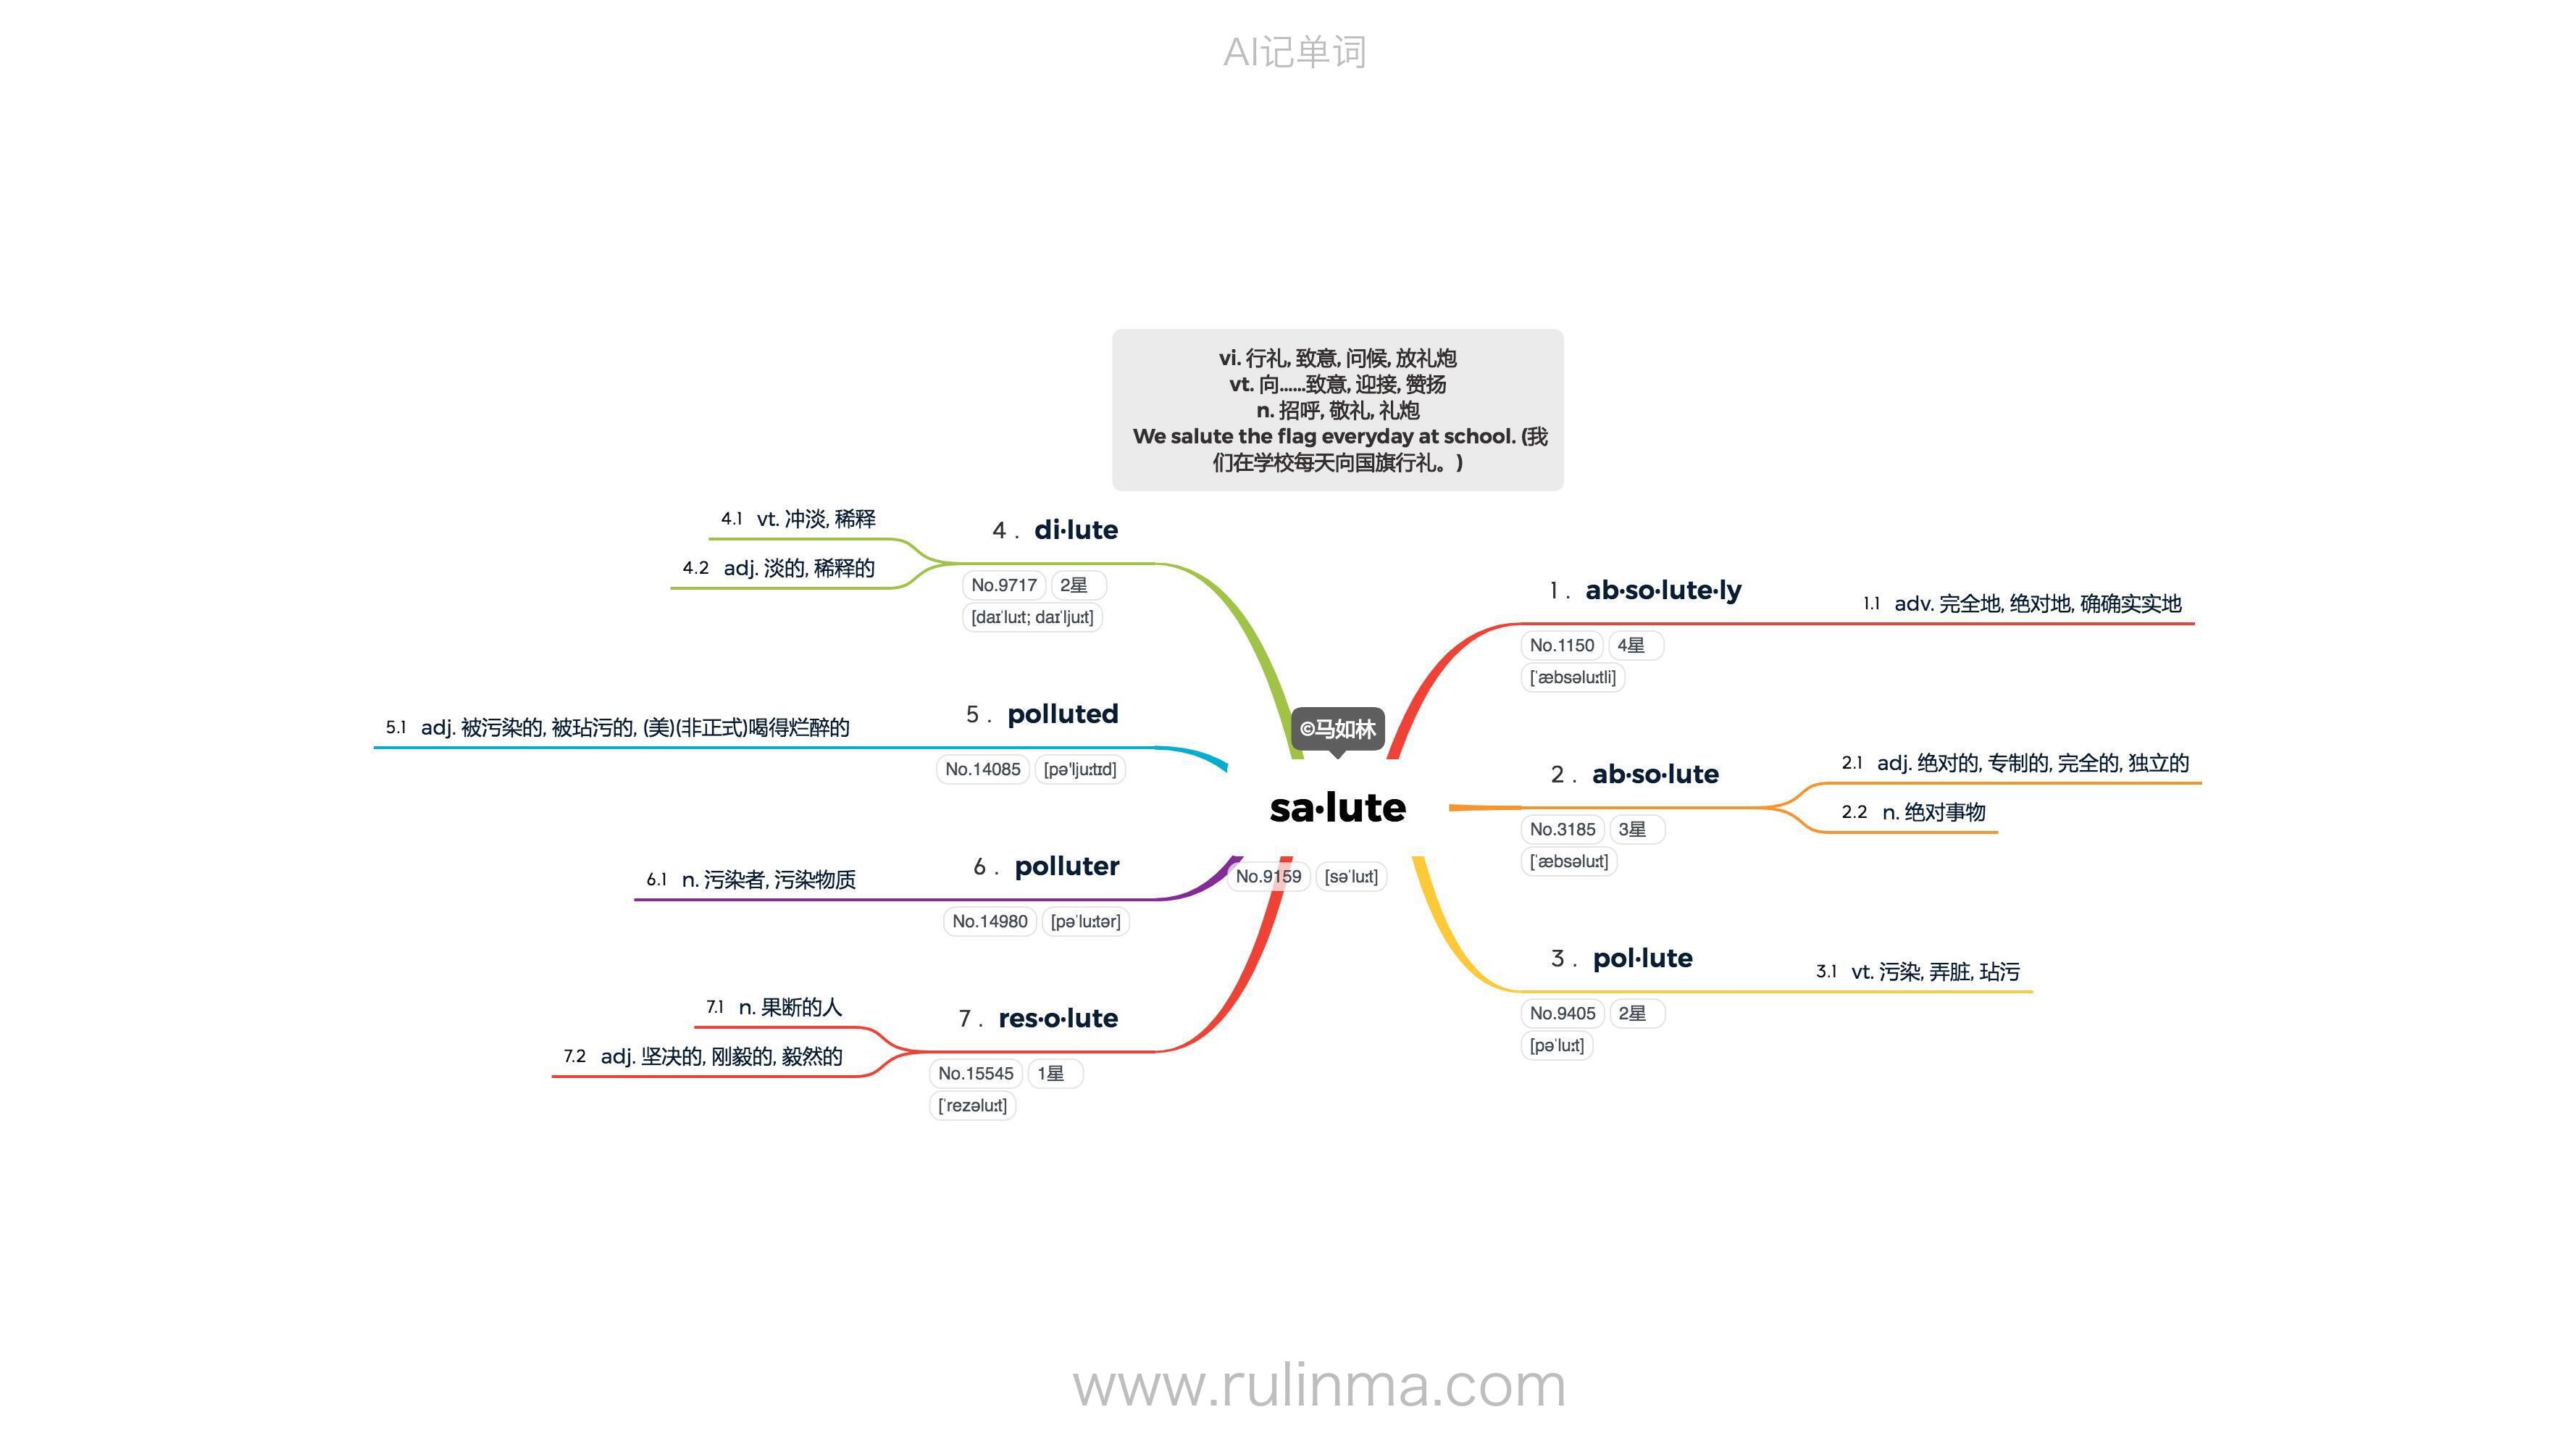 AI记单词
vi. 行礼, 致意, 问候, 放礼炮
vt. 向......致意, 迎接, 赞扬
n. 招呼, 敬礼, 礼炮
We salute the flag everyday at school. (我
们在学校每天向国旗行礼。)
©马如林
sa·lute
No.9159 [səˈluːt]
1. ab·so·lute·ly
No.1150 4星
[ˈæbsəluːtli]
1.1 adv. 完全地, 绝对地, 确确实实地
2. ab·so·lute
No.3185 3星
[ˈæbsəluːt]
2.1 adj. 绝对的, 专制的, 完全的, 独立的
2.2 n. 绝对事物
3. pol·lute
No.9405 2星
[pəˈluːt]
3.1 vt. 污染, 弄脏, 玷污
4. di·lute
No.9717 2星
[daɪˈluːt; daɪˈljuːt]
4.1 vt. 冲淡, 稀释
4.2 adj. 淡的, 稀释的
5. polluted
No.14085 [pə'ljuːtɪd]
5.1 adj. 被污染的, 被玷污的, (美)(非正式)喝得烂醉的
6. polluter
No.14980 [pəˈluːtər]
6.1 n. 污染者, 污染物质
7. res·o·lute
No.15545 1星
[ˈrezəluːt]
7.1 n. 果断的人
7.2 adj. 坚决的, 刚毅的, 毅然的
www.rulinma.com